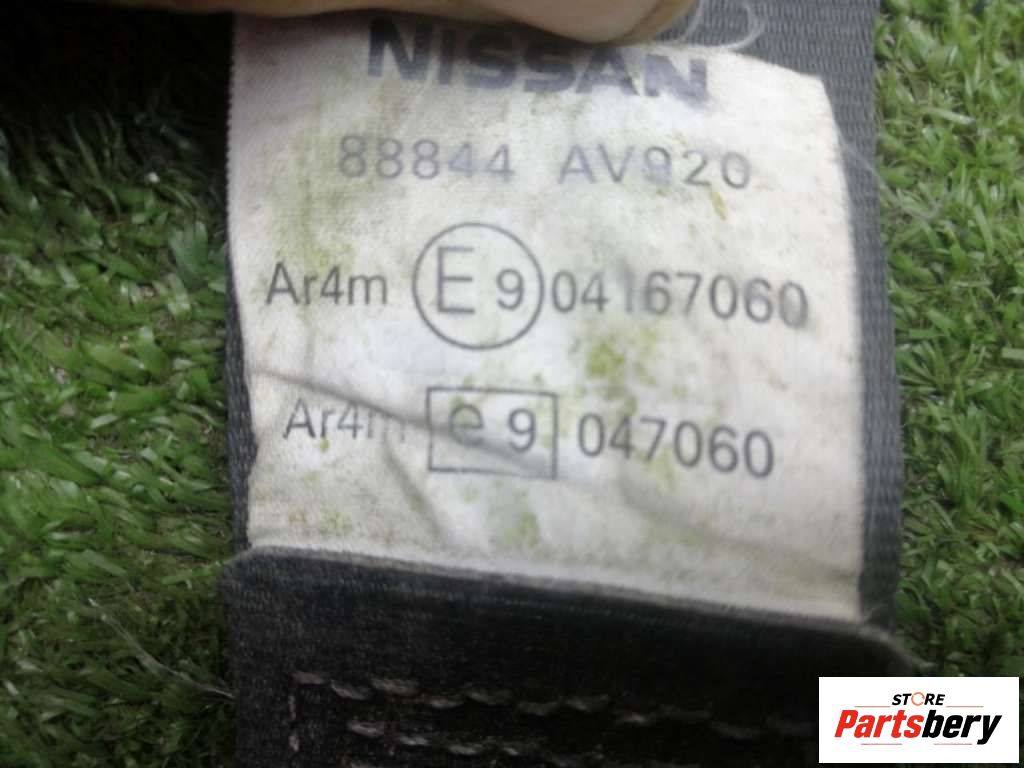 NISSAN
88844 AV920
Ar4m E 9 04167060
Ar4m e 9 047060
STORE
Partsbery